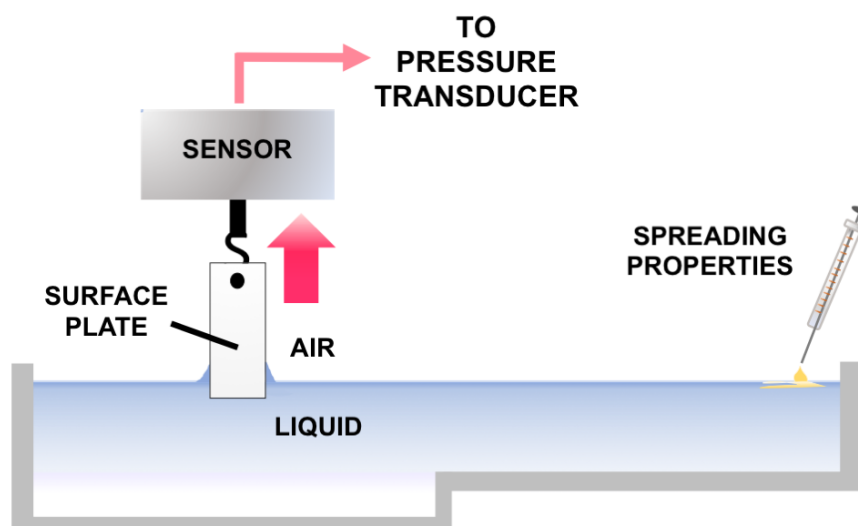 TO
PRESSURE
TRANSDUCER
SENSOR
SPREADING
PROPERTIES
SURFACE
PLATE
AIR
LIQUID